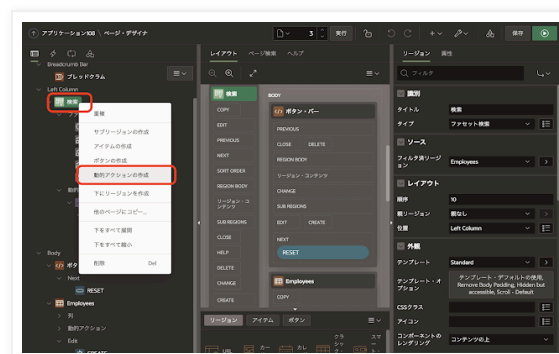 アプリケーション108 \ ページ・デザイナ
3
実行
保存
Breadcrumb Bar
ブレッドクラム
Left Column
検索
重複
サブリージョンの作成
アイテムの作成
ボタンの作成
動的アクションの作成
下にリージョンを作成
他のページにコピー...
下をすべて展開
下をすべて縮小
削除 Del
Body
Next
RESET
Employees
列
動的アクション
Edit
CREATE
レイアウト ページ検索 ヘルプ
検索
COPY
EDIT
PREVIOUS
NEXT
SORT ORDER
REGION BODY
リージョン・コンテンツ
SUB REGIONS
CLOSE
HELP
DELETE
CHANGE
CREATE
BODY
ボタン・バー
PREVIOUS
CLOSE DELETE
REGION BODY
リージョン・コンテンツ
CHANGE
SUB REGIONS
EDIT CREATE
NEXT
RESET
Employees
COPY
リージョン アイテム ボタン
URL
リージョン 属性
フィルタ
識別
タイトル 検索
タイプ ファセット検索
ソース
フィルタ済リージョン Employees
レイアウト
順序 10
親リージョン 親なし
位置 Left Column
外観
テンプレート Standard
テンプレート・オプション テンプレート・デフォルトの使用, Remove Body Padding, Hidden but accessible, Scroll - Default
CSSクラス
アイコン
コンポーネントのレンダリング コンテンツの上